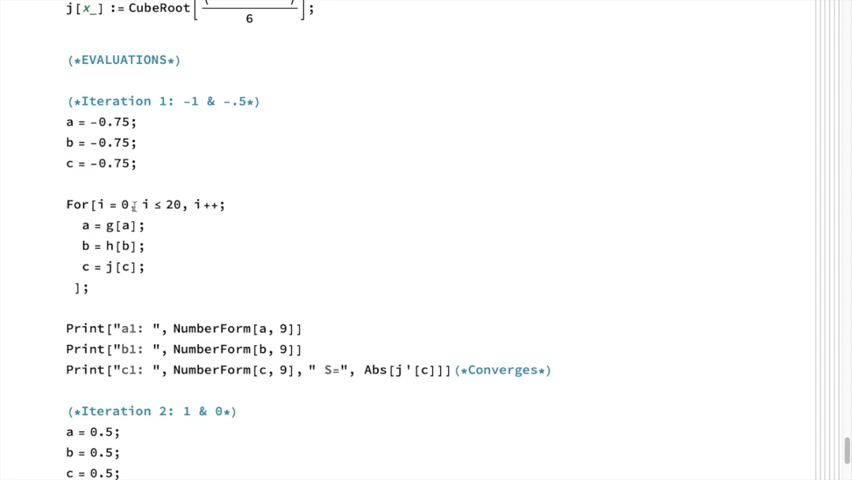 j[x_] := CubeRoot[
6
];
(*EVALUATIONS*)
(*Iteration 1: -1 & -.5*)
a = -0.75;
b = -0.75;
c = -0.75;
For[i = 0, i ≤ 20, i++;
a = g[a];
b = h[b];
c = j[c];
];
Print["a1: ", NumberForm[a, 9]]
Print["b1: ", NumberForm[b, 9]]
Print["c1: ", NumberForm[c, 9], " S=", Abs[j'[c]]](*Converges*)
(*Iteration 2: 1 & 0*)
a = 0.5;
b = 0.5;
c = 0.5;